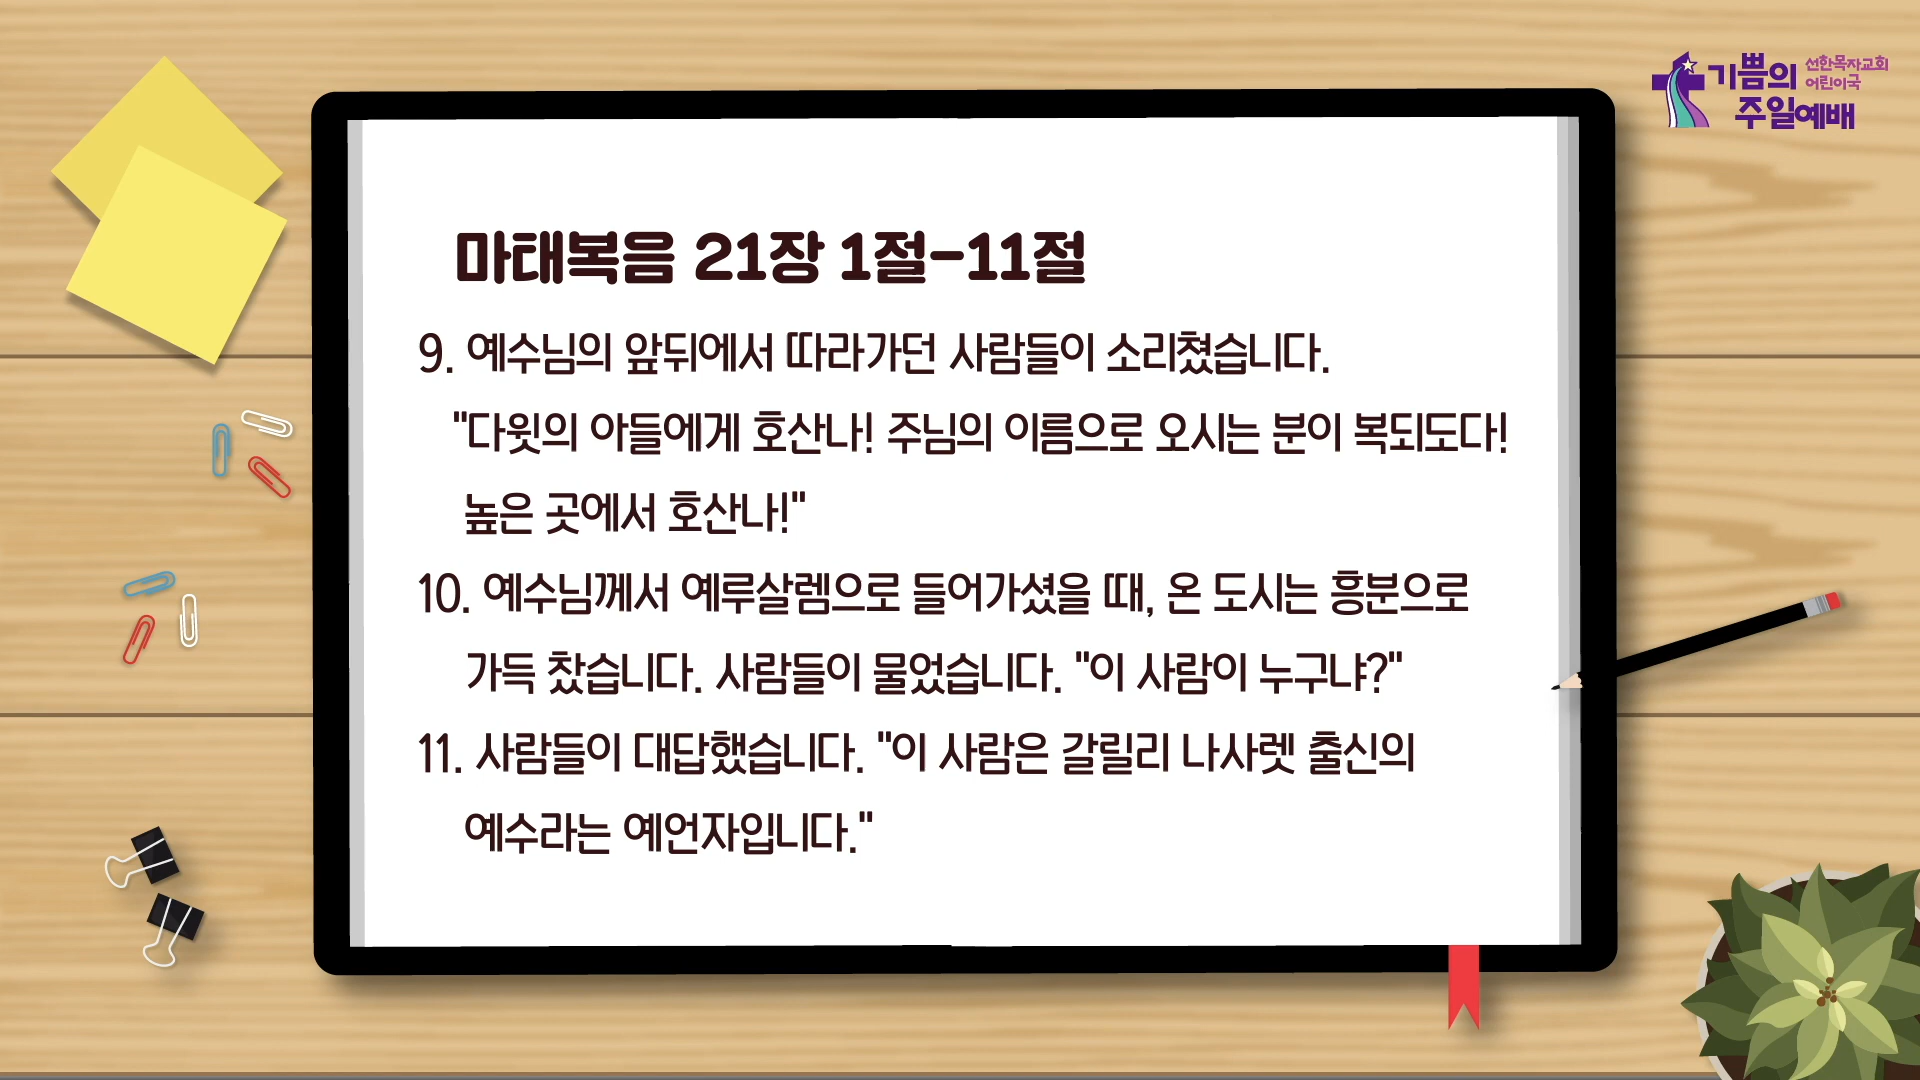 기쁨의
선한목자교회
어린이국
주일예배
마태복음 21장 1절-11절
9. 예수님의 앞뒤에서 따라가던 사람들이 소리쳤습니다.
"다윗의 아들에게 호산나! 주님의 이름으로 오시는 분이 복되도다!
높은 곳에서 호산나!"
10. 예수님께서 예루살렘으로 들어가셨을 때, 온 도시는 흥분으로
가득 찼습니다. 사람들이 물었습니다. "이 사람이 누구냐?"
11. 사람들이 대답했습니다. "이 사람은 갈릴리 나사렛 출신의
예수라는 예언자입니다."